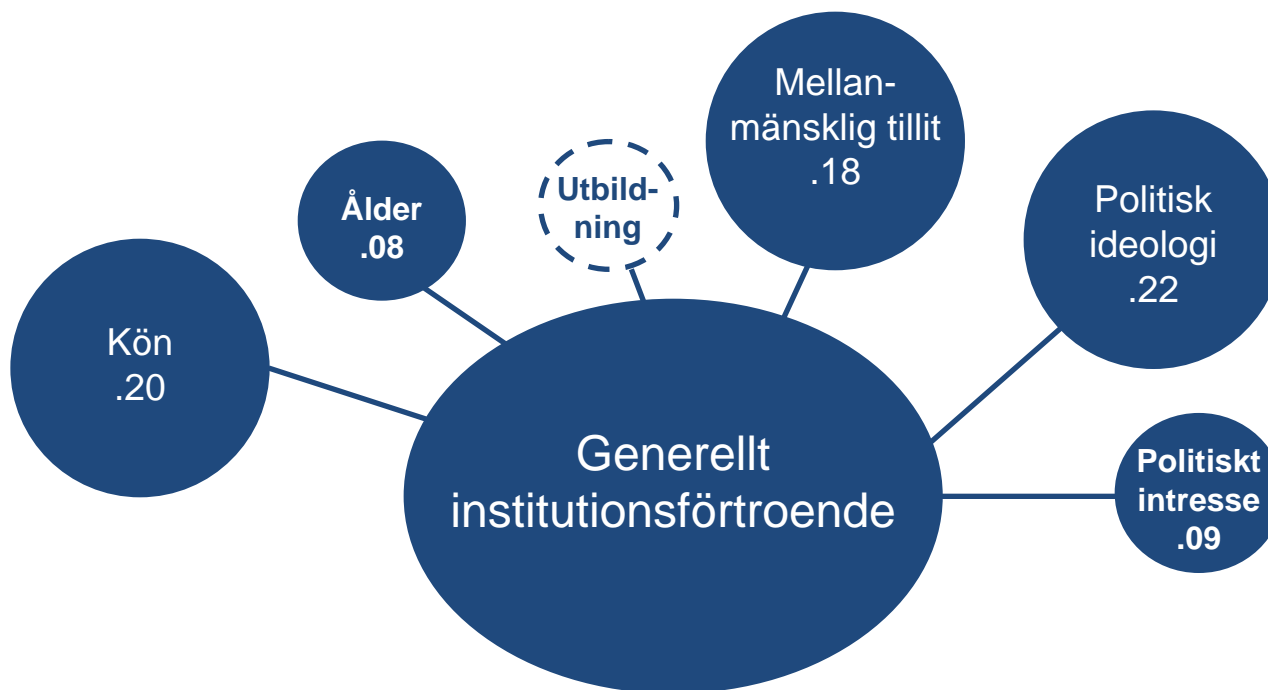 Mellan-
mänsklig tillit
.18
Utbild-
ning
Ålder
.08
Politisk
ideologi
.22
Kön
.20
Generellt
institutionsförtroende
Politiskt
intresse
.09